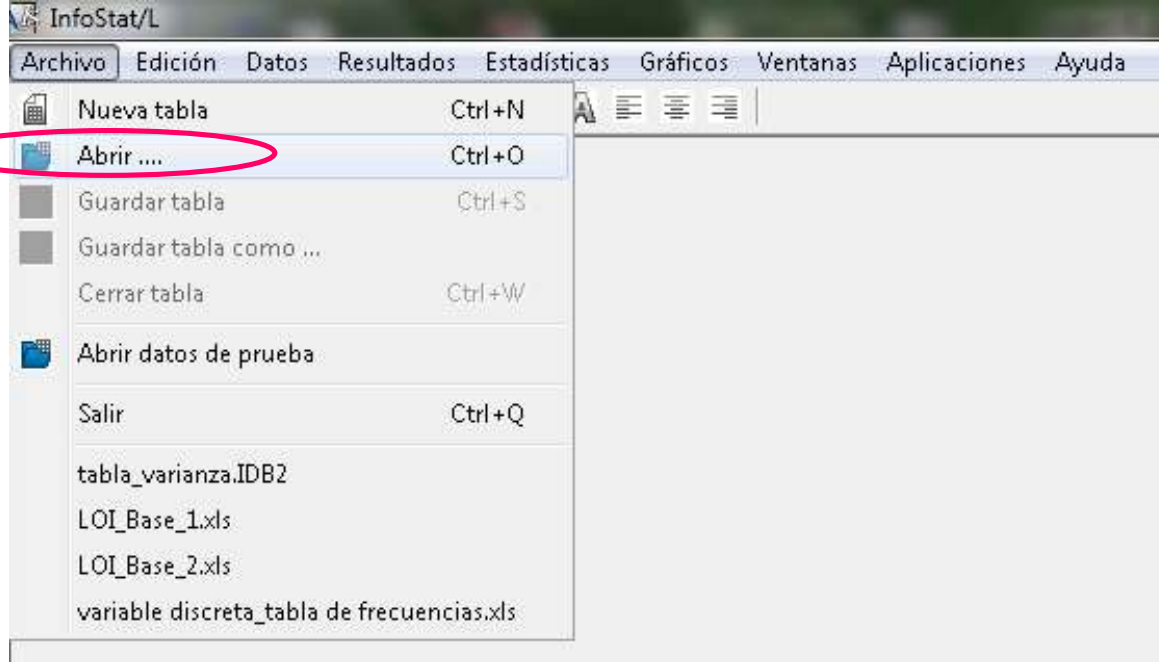 InfoStat/L
Archivo Edición Datos Resultados Estadísticas Gráficos Ventanas Aplicaciones Ayuda
Nueva tabla Ctrl+N
Abrir .... Ctrl+O
Guardar tabla Ctrl+S
Guardar tabla como ...
Cerrar tabla Ctrl+W
Abrir datos de prueba
Salir Ctrl+Q
tabla_varianza.IDB2
LOI_Base_1.xls
LOI_Base_2.xls
variable discreta_tabla de frecuencias.xls